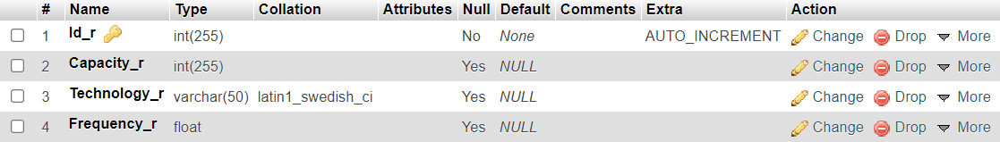 # Name Type Collation Attributes Null Default Comments Extra Action
1 Id_r int(255) No None AUTO_INCREMENT Change Drop More
2 Capacity_r int(255) Yes NULL Change Drop More
3 Technology_r varchar(50) latin1_swedish_ci Yes NULL Change Drop More
4 Frequency_r float Yes NULL Change Drop More